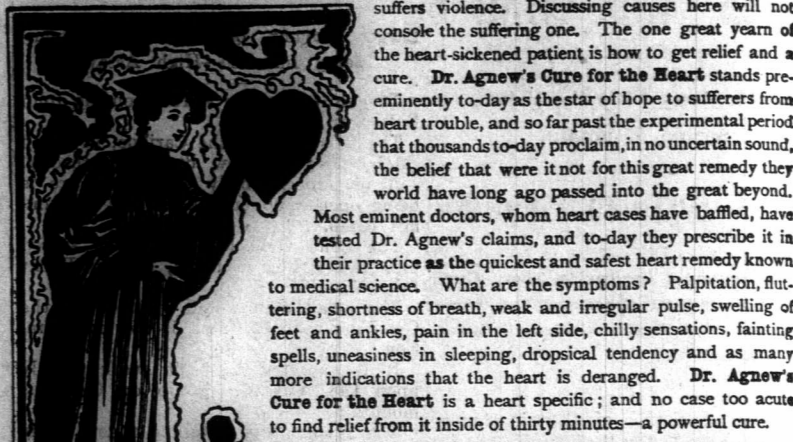 suffers violence. Discussing causes here will not
console the suffering one. The one great yearn of
the heart-sickened patient is how to get relief and a
cure. Dr. Agnew's Cure for the Heart stands pre-
eminently to-day as the star of hope to sufferers from
heart trouble, and so far past the experimental period
that thousands to-day proclaim, in no uncertain sound,
the belief that were it not for this great remedy they
world have long ago passed into the great beyond.
Most eminent doctors, whom heart cases have baffled, have
tested Dr. Agnew's claims, and to-day they prescribe it in
their practice as the quickest and safest heart remedy known
to medical science. What are the symptoms? Palpitation, flut-
tering, shortness of breath, weak and irregular pulse, swelling of
feet and ankles, pain in the left side, chilly sensations, fainting
spells, uneasiness in sleeping, dropsical tendency and as many
more indications that the heart is deranged. Dr. Agnew's
Cure for the Heart is a heart specific; and no case too acute
to find relief from it inside of thirty minutes—a powerful cure.